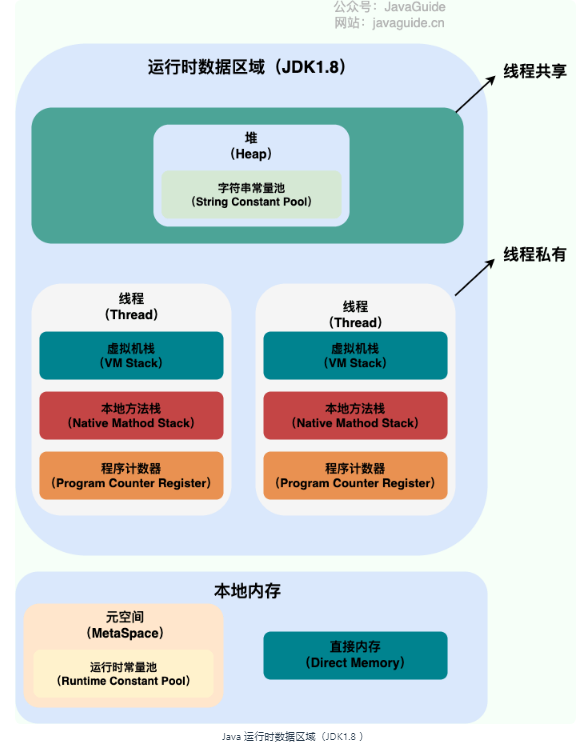 公众号：JavaGuide
网站：javaguide.cn
运行时数据区域（JDK1.8）
线程共享
堆
（Heap）
字符串常量池
（String Constant Pool）
线程私有
线程
（Thread）
虚拟机栈
（VM Stack）
本地方法栈
（Native Mathod Stack）
程序计数器
（Program Counter Register）
线程
（Thread）
虚拟机栈
（VM Stack）
本地方法栈
（Native Mathod Stack）
程序计数器
（Program Counter Register）
本地内存
元空间
（MetaSpace）
运行时常量池
（Runtime Constant Pool）
直接内存
（Direct Memory）
Java 运行时数据区域（JDK1.8 ）